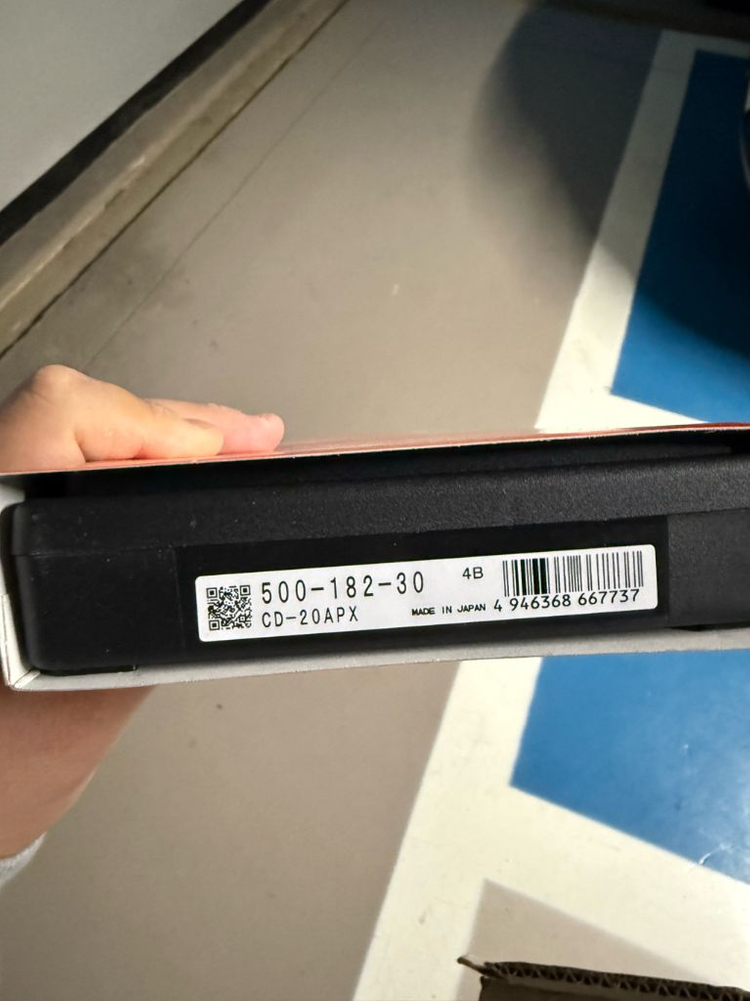 500-182-30
4B
CD-20APX
MADE IN JAPAN
4 946368 667737